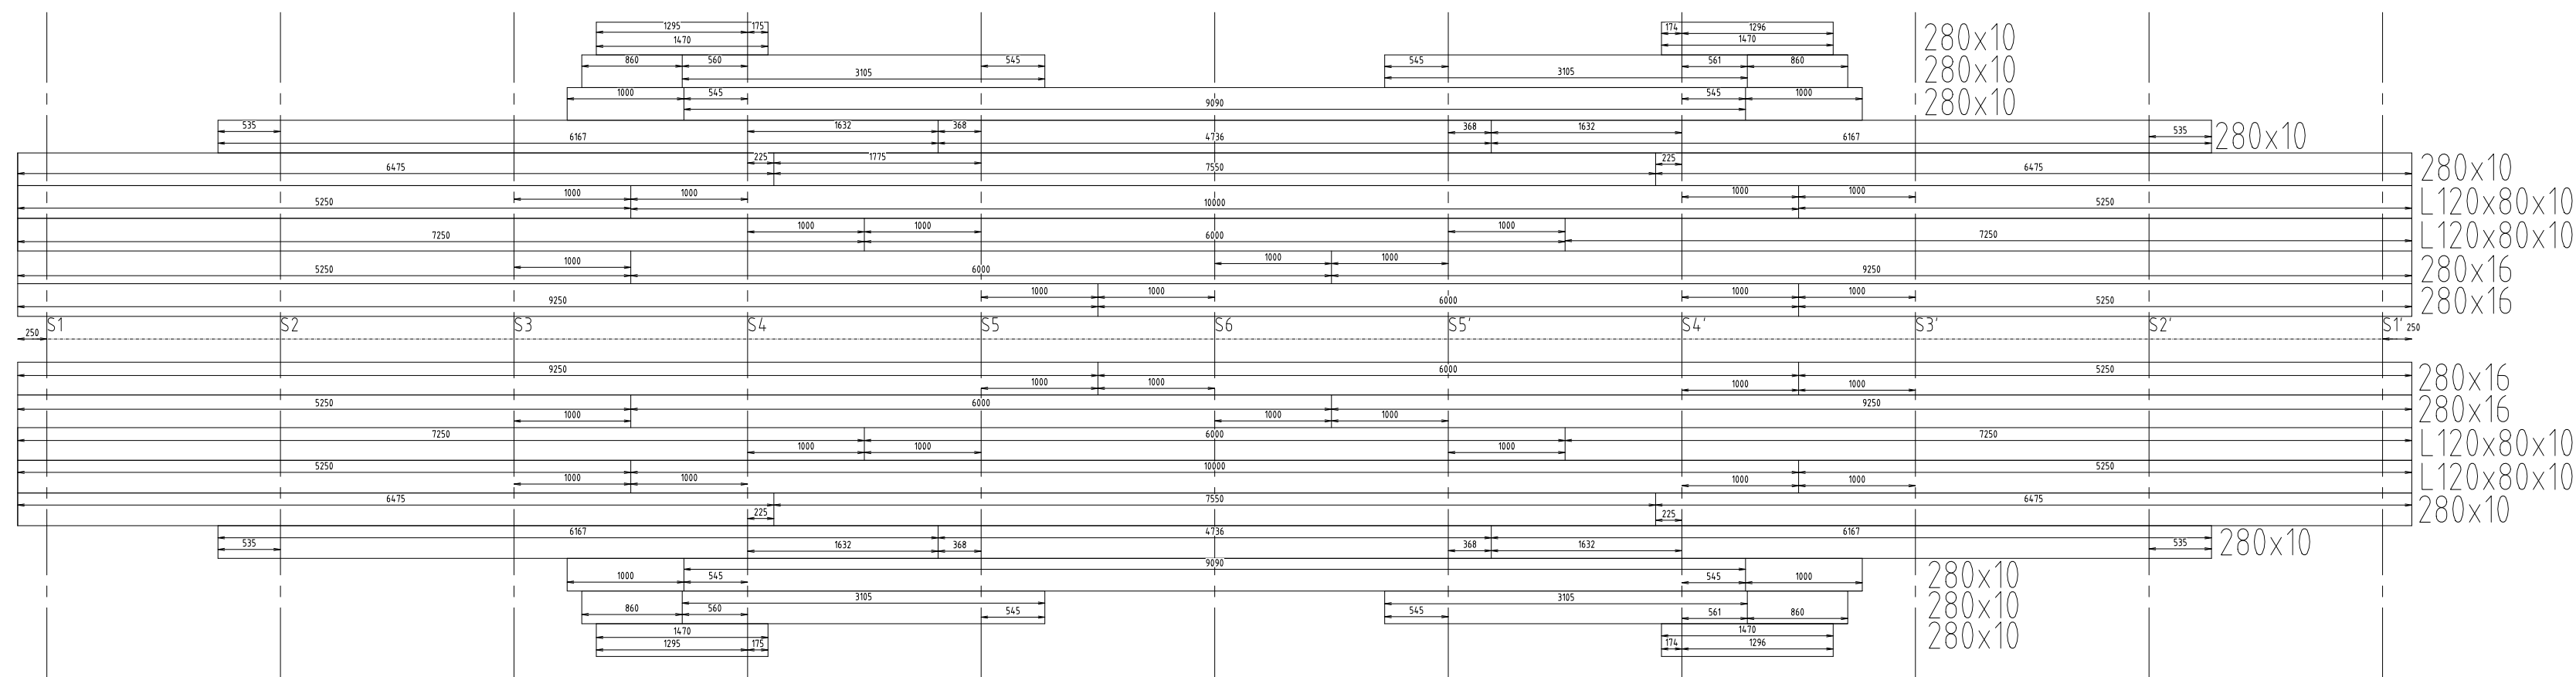 1295 175 174 1296
1470 1470 280x10
860 560 545 545 561 860
3105 3105 280x10
1000 545 545 1000
9090 280x10
535 1632 368 368 1632 535
6167 4736 6167 280x10
225 1775 225
6475 7550 6475 280x10
1000 1000 1000 1000
5250 10000 5250 L120x80x10
1000 1000 1000
7250 6000 7250 L120x80x10
1000 1000 1000
5250 6000 9250 280x16
1000 1000 1000 1000
9250 6000 5250 280x16
S1 S2 S3 S4 S5 S6 S5' S4' S3' S2' S1'
250 250
9250 6000 5250 280x16
1000 1000 1000 1000
5250 6000 9250 280x16
1000 1000 1000
7250 6000 7250 L120x80x10
1000 1000 1000
5250 10000 5250 L120x80x10
1000 1000 1000 1000
6475 7550 6475 280x10
225 225
6167 4736 6167 280x10
535 1632 368 368 1632 535
9090 280x10
1000 545 545 1000
3105 3105 280x10
860 560 545 545 561 860
1470 1470 280x10
1295 175 174 1296